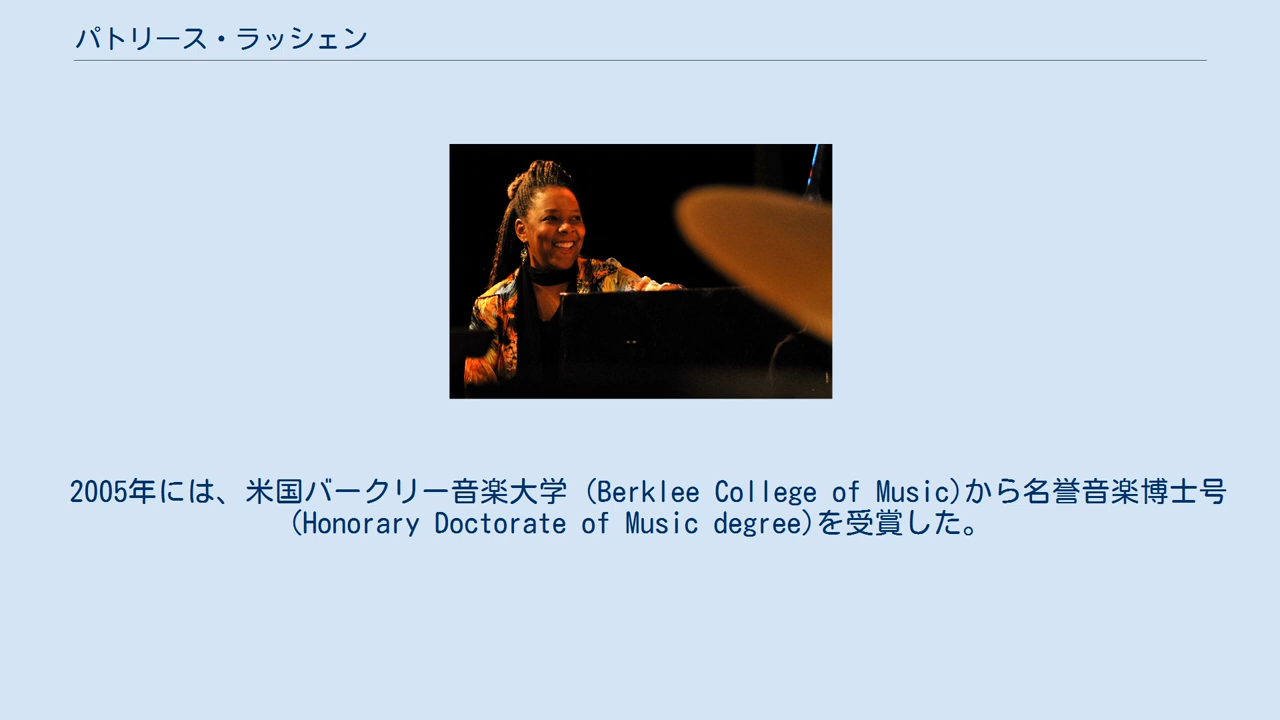 パトリース・ラッシェン
2005年には、米国バークリー音楽大学 (Berklee College of Music)から名誉音楽博士号
(Honorary Doctorate of Music degree)を受賞した。